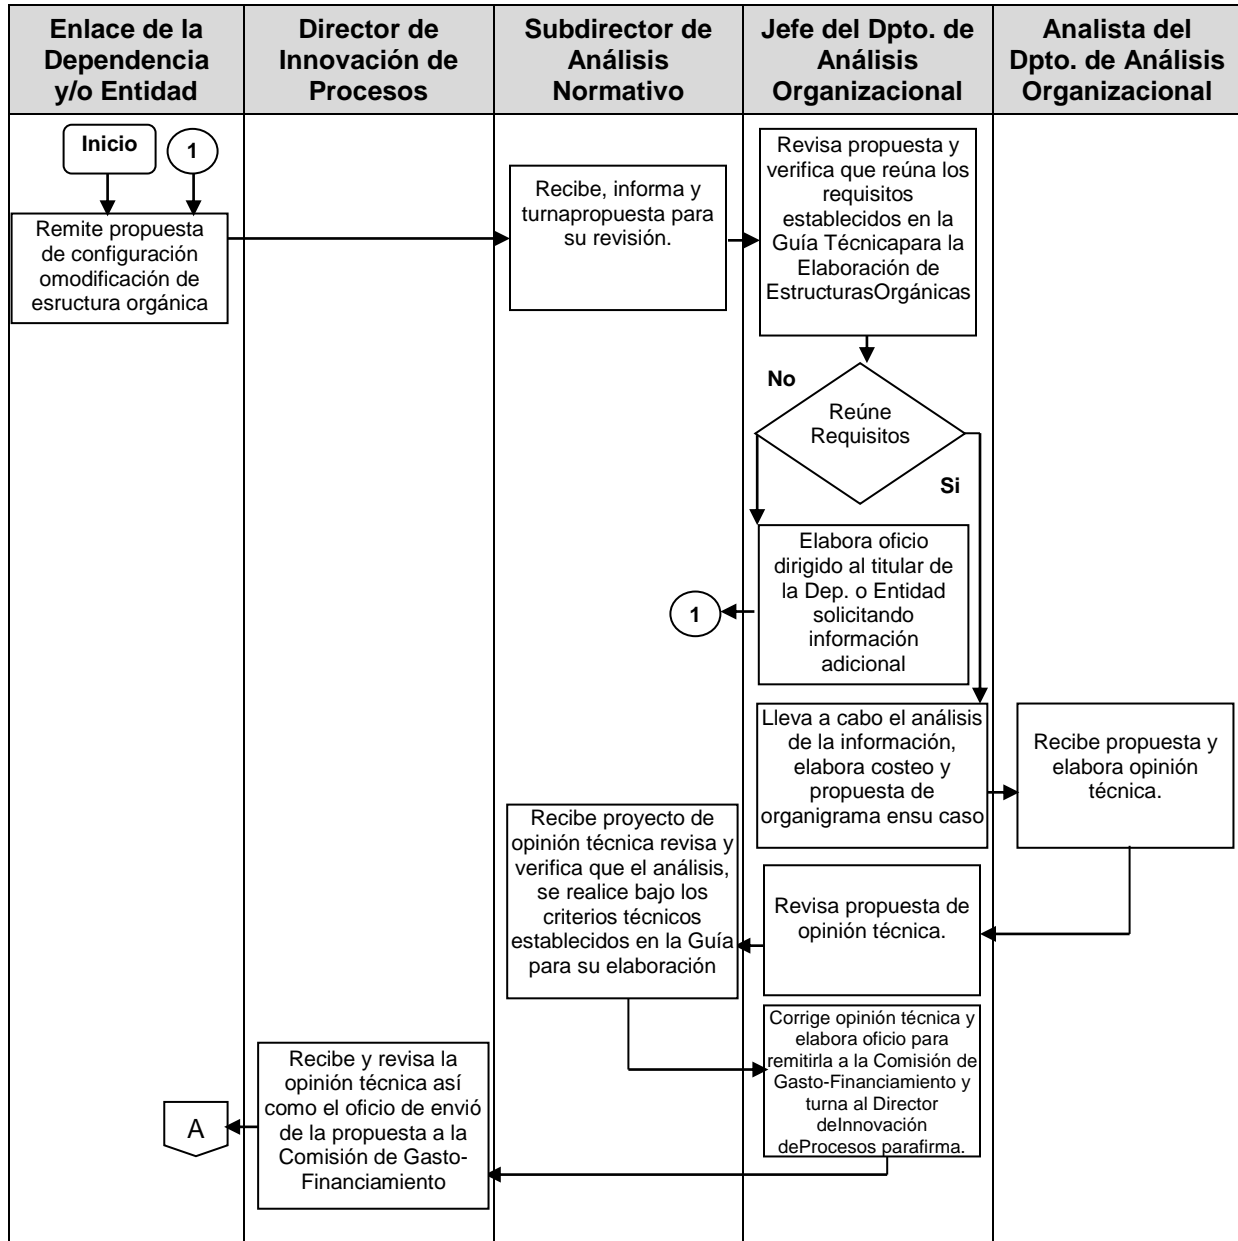 Enlace de la
Dependencia
y/o Entidad
Director de
Innovación de
Procesos
Subdirector de
Análisis
Normativo
Jefe del Dpto. de
Análisis
Organizacional
Analista del
Dpto. de Análisis
Organizacional
Inicio
1
Remite propuesta
de configuración
omodificación de
esructura orgánica
Recibe, informa y
turnapropuesta para
su revisión.
Revisa propuesta y
verifica que reúna los
requisitos
establecidos en la
Guía Técnicapara la
Elaboración de
EstructurasOrgánicas
No
Reúne
Requisitos
Si
Elabora oficio
dirigido al titular de
la Dep. o Entidad
solicitando
información
adicional
1
Lleva a cabo el análisis
de la información,
elabora costeo y
propuesta de
organigrama ensu caso
Recibe propuesta y
elabora opinión
técnica.
Revisa propuesta de
opinión técnica.
Recibe proyecto de
opinión técnica revisa y
verifica que el análisis,
se realice bajo los
criterios técnicos
establecidos en la Guía
para su elaboración
Corrige opinión técnica y
elabora oficio para
remitirla a la Comisión de
Gasto-Financiamiento y
turna al Director
deInnovación
deProcesos parafirma.
Recibe y revisa la
opinión técnica así
como el oficio de envió
de la propuesta a la
Comisión de Gasto-
Financiamiento
A